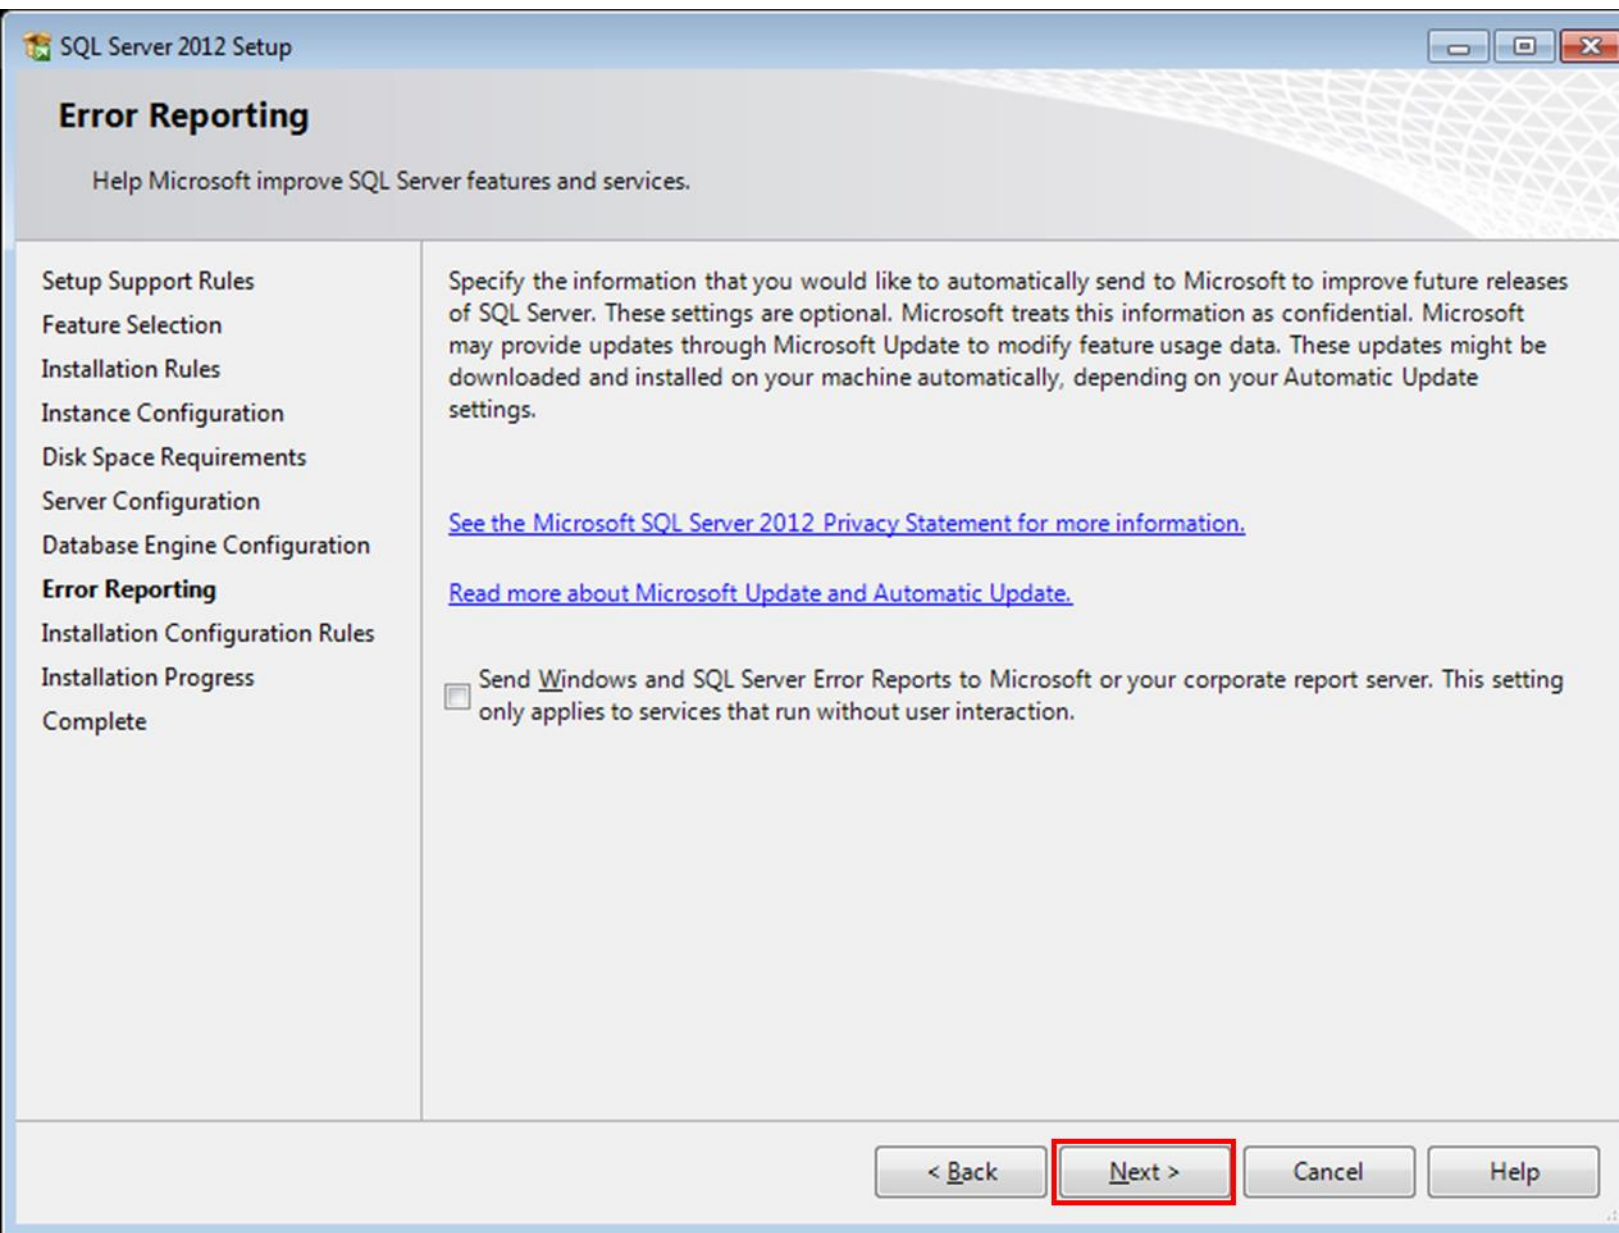 SQL Server 2012 Setup
Error Reporting
Help Microsoft improve SQL Server features and services.
Setup Support Rules
Feature Selection
Installation Rules
Instance Configuration
Disk Space Requirements
Server Configuration
Database Engine Configuration
Error Reporting
Installation Configuration Rules
Installation Progress
Complete
Specify the information that you would like to automatically send to Microsoft to improve future releases
of SQL Server. These settings are optional. Microsoft treats this information as confidential. Microsoft
may provide updates through Microsoft Update to modify feature usage data. These updates might be
downloaded and installed on your machine automatically, depending on your Automatic Update
settings.
See the Microsoft SQL Server 2012 Privacy Statement for more information.
Read more about Microsoft Update and Automatic Update.
Send Windows and SQL Server Error Reports to Microsoft or your corporate report server. This setting
only applies to services that run without user interaction.
< Back
Next >
Cancel
Help